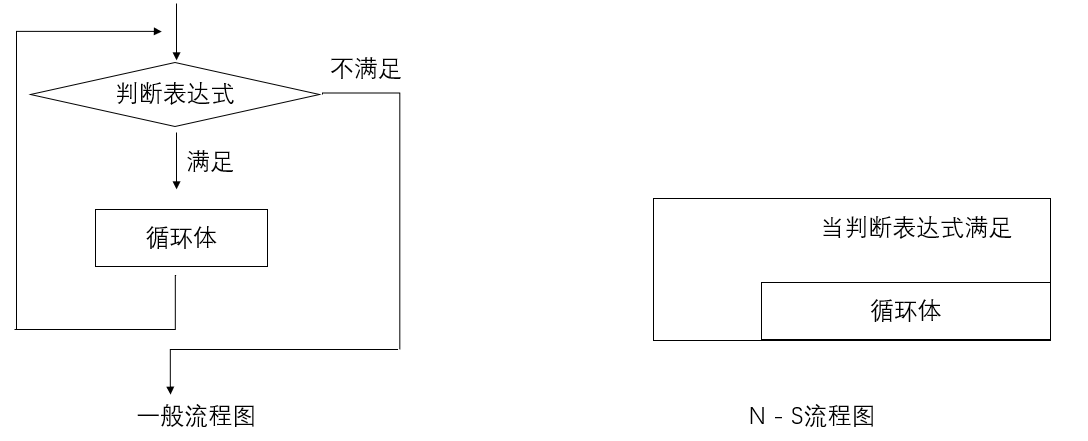 不满足
判断表达式
满足
循环体
一般流程图
当判断表达式满足
循环体
N - S流程图